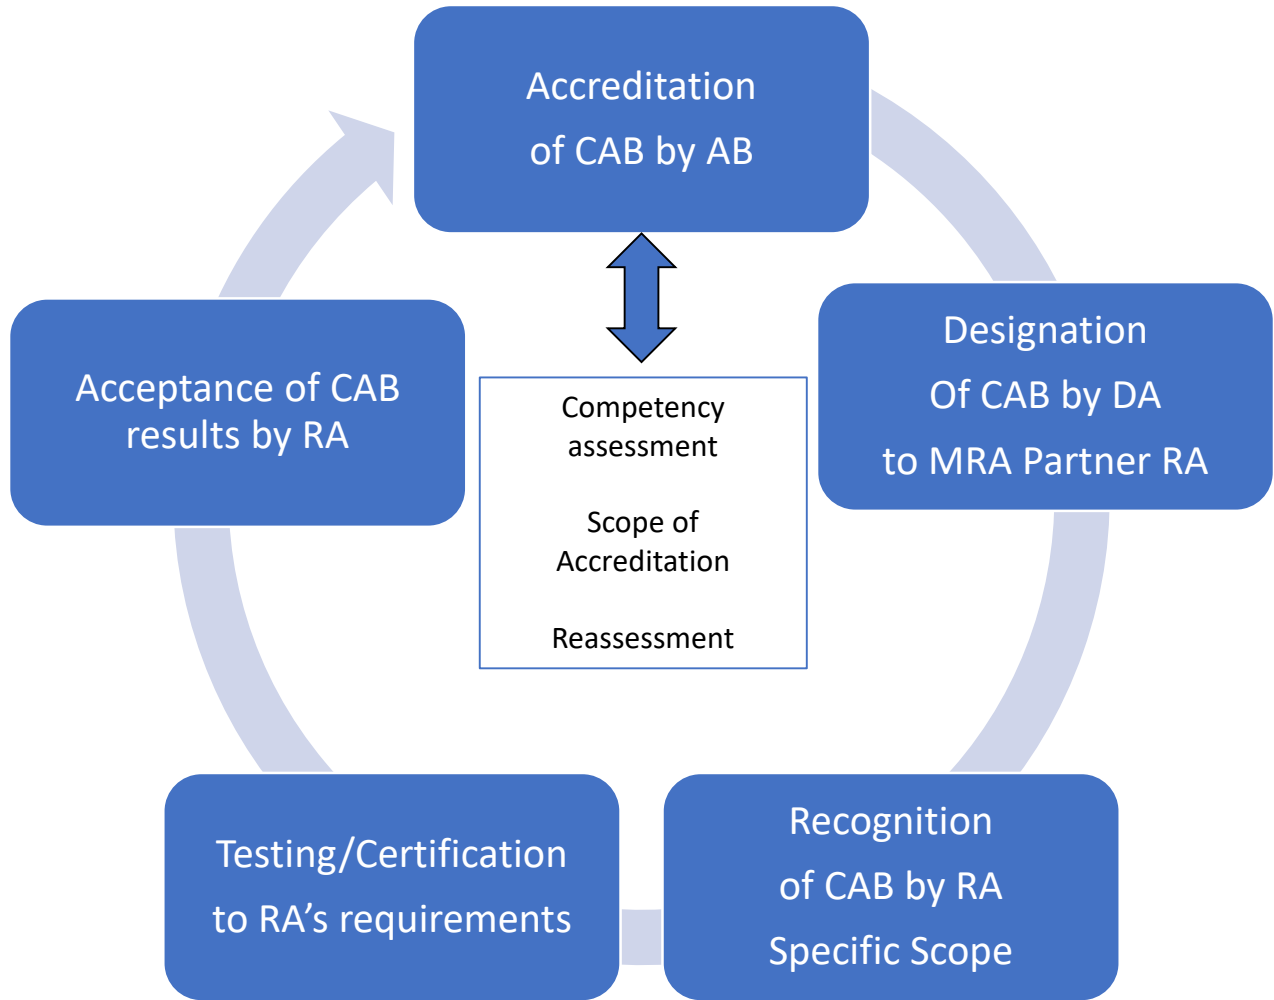 Accreditation
of CAB by AB
Designation
Of CAB by DA
to MRA Partner RA
Recognition
of CAB by RA
Specific Scope
Testing/Certification
to RA’s requirements
Acceptance of CAB
results by RA
Competency
assessment
Scope of
Accreditation
Reassessment